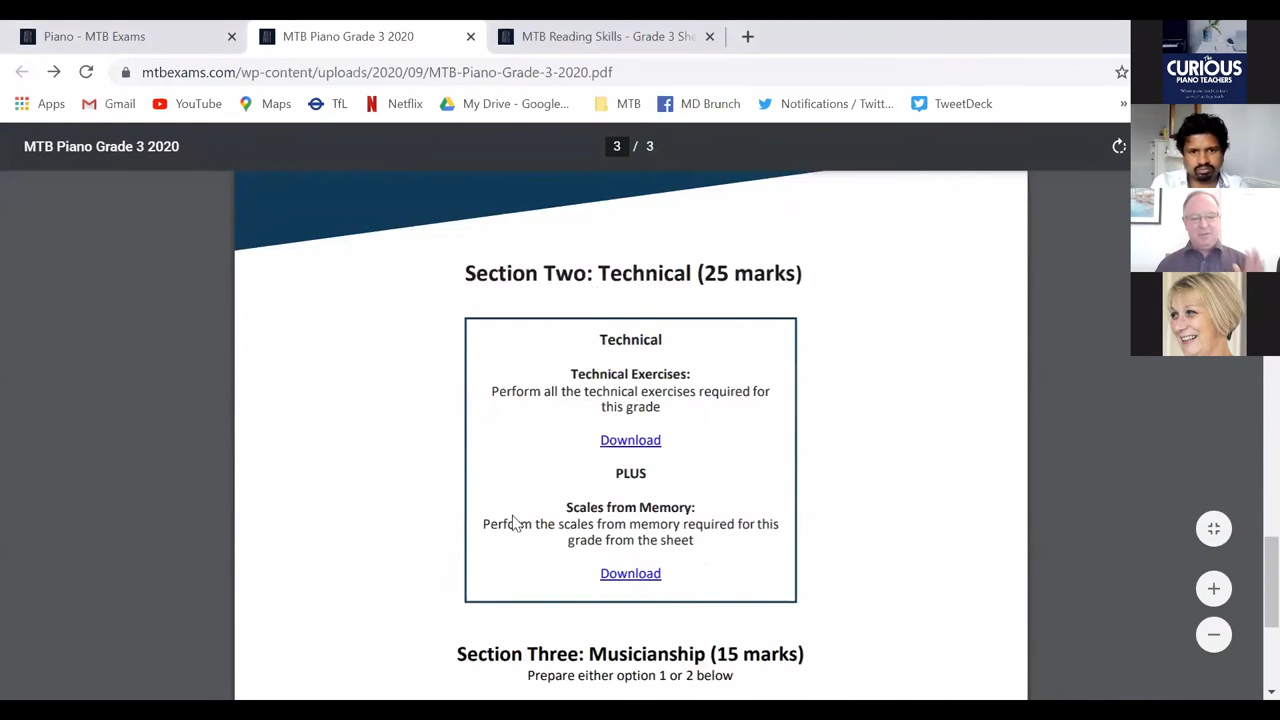 Piano - MTB Exams
MTB Piano Grade 3 2020
MTB Reading Skills - Grade 3 She
mtbexams.com/wp-content/uploads/2020/09/MTB-Piano-Grade-3-2020.pdf
Apps
Gmail
YouTube
Maps
TfL
Netflix
My Drive - Google...
MTB
MD Brunch
Notifications / Twitt...
TweetDeck
»
The
CURIOUS
PIANO TEACHERS
MTB Piano Grade 3 2020
3 / 3
Section Two: Technical (25 marks)
Technical
Technical Exercises:
Perform all the technical exercises required for
this grade
Download
PLUS
Scales from Memory:
Perform the scales from memory required for this
grade from the sheet
Download
Section Three: Musicianship (15 marks)
Prepare either option 1 or 2 below